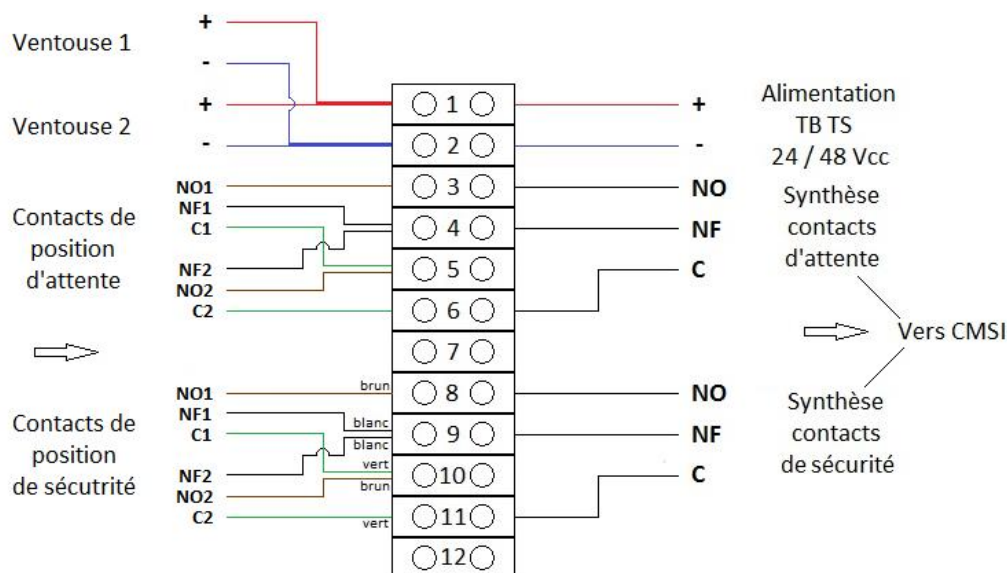 Ventouse 1
+
-
Ventouse 2
+
-
Contacts de
position
d'attente
NO1
NF1
C1
NF2
NO2
C2
Contacts de
position
de sécutrité
NO1
NF1
C1
NF2
NO2
C2
brun
blanc
blanc
vert
brun
vert
1
2
3
4
5
6
7
8
9
10
11
12
+
-
NO
NF
C
NO
NF
C
Alimentation
TB TS
24 / 48 Vcc
Synthèse
contacts
d'attente
Vers CMSI
Synthèse
contacts
de sécurité